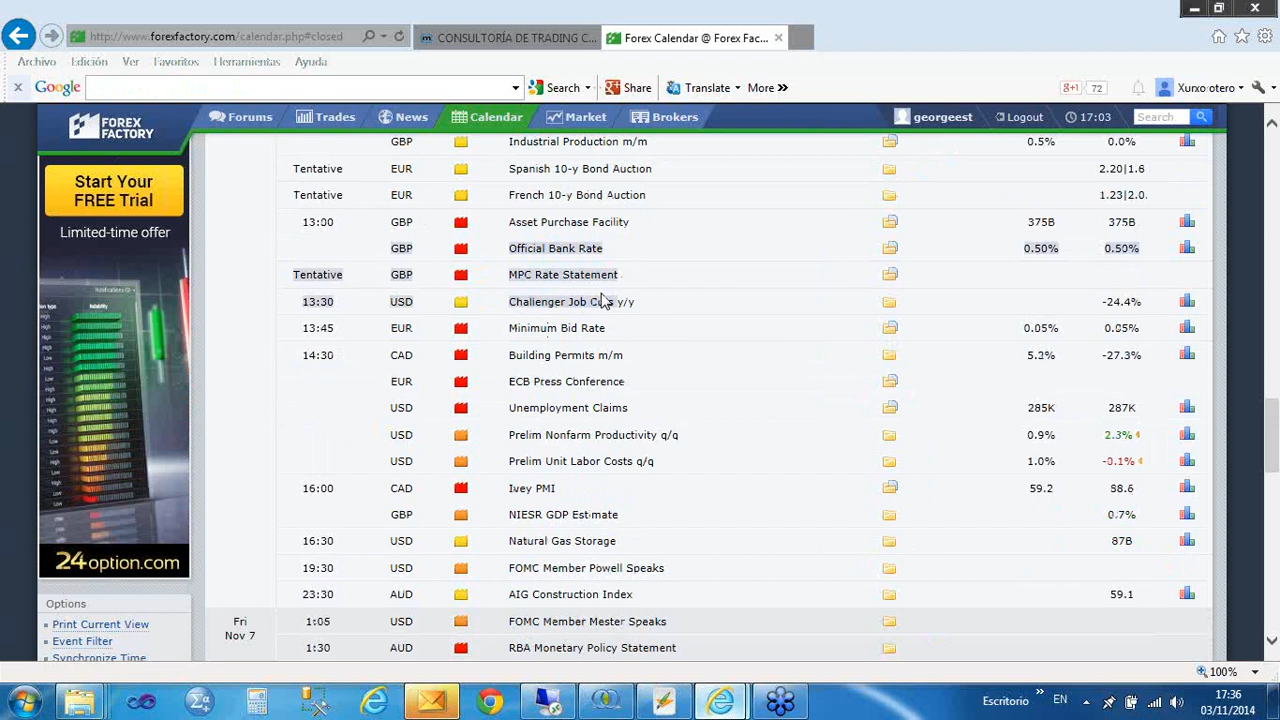 http://www.forexfactory.com/calendar.php#closed
CONSULTORÍA DE TRADING C...
Forex Calendar @ Forex Fac...
Archivo Edición Ver Favoritos Herramientas Ayuda
Google Search Share Translate More » g+1 72 Xurxo otero
FOREX FACTORY
Forums Trades News Calendar Market Brokers georgeest Logout 17:03 Search
Start Your
FREE Trial
Limited-time offer
24option.com
Options
Print Current View
Event Filter
Synchronize Time
GBP Industrial Production m/m 0.5% 0.0%
Tentative EUR Spanish 10-y Bond Auction 2.20|1.6
Tentative EUR French 10-y Bond Auction 1.23|2.0
13:00 GBP Asset Purchase Facility 375B 375B
GBP Official Bank Rate 0.50% 0.50%
Tentative GBP MPC Rate Statement
13:30 USD Challenger Job Cuts y/y -24.4%
13:45 EUR Minimum Bid Rate 0.05% 0.05%
14:30 CAD Building Permits m/m 5.2% -27.3%
EUR ECB Press Conference
USD Unemployment Claims 285K 287K
USD Prelim Nonfarm Productivity q/q 0.9% 2.3%
USD Prelim Unit Labor Costs q/q 1.0% -0.1%
16:00 CAD Ivey PMI 59.2 58.6
GBP NIESR GDP Estimate 0.7%
16:30 USD Natural Gas Storage 87B
19:30 USD FOMC Member Powell Speaks
23:30 AUD AIG Construction Index 59.1
Fri
Nov 7
1:05 USD FOMC Member Mester Speaks
1:30 AUD RBA Monetary Policy Statement
100%
Escritorio » EN 17:36
03/11/2014